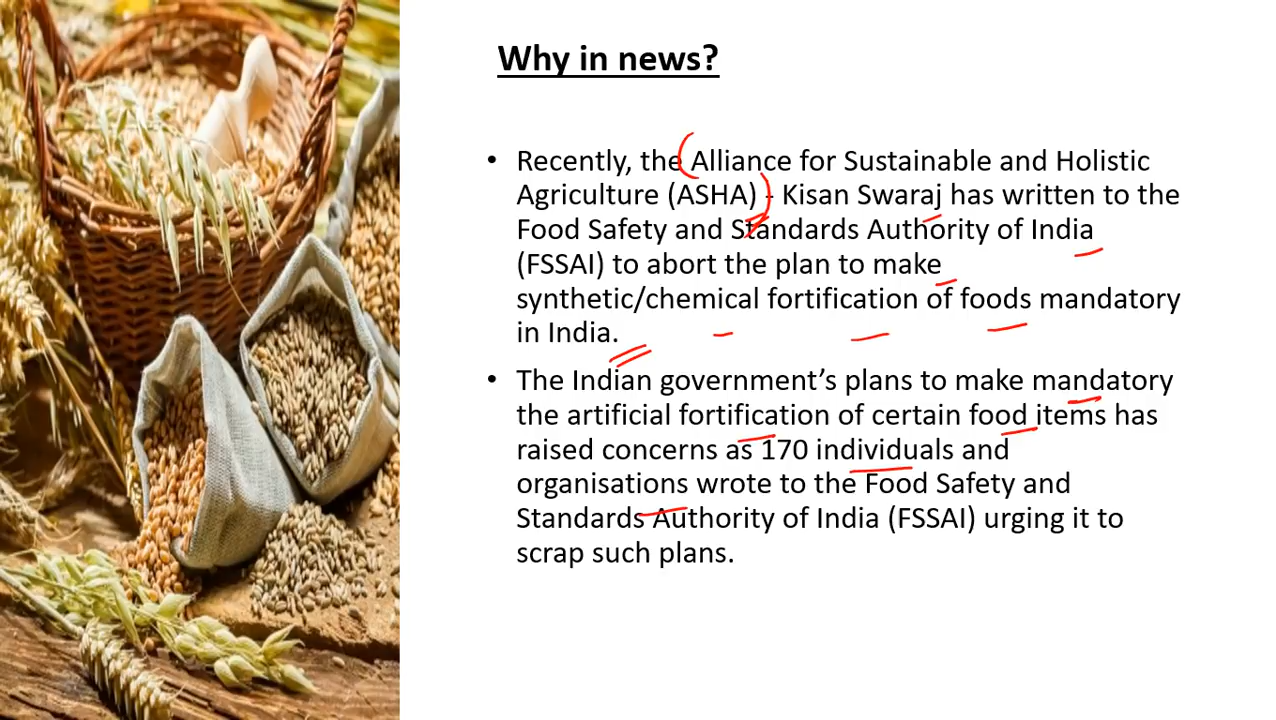 Why in news?
• Recently, the Alliance for Sustainable and Holistic
Agriculture (ASHA) - Kisan Swaraj has written to the
Food Safety and Standards Authority of India
(FSSAI) to abort the plan to make
synthetic/chemical fortification of foods mandatory
in India.
• The Indian government’s plans to make mandatory
the artificial fortification of certain food items has
raised concerns as 170 individuals and
organisations wrote to the Food Safety and
Standards Authority of India (FSSAI) urging it to
scrap such plans.